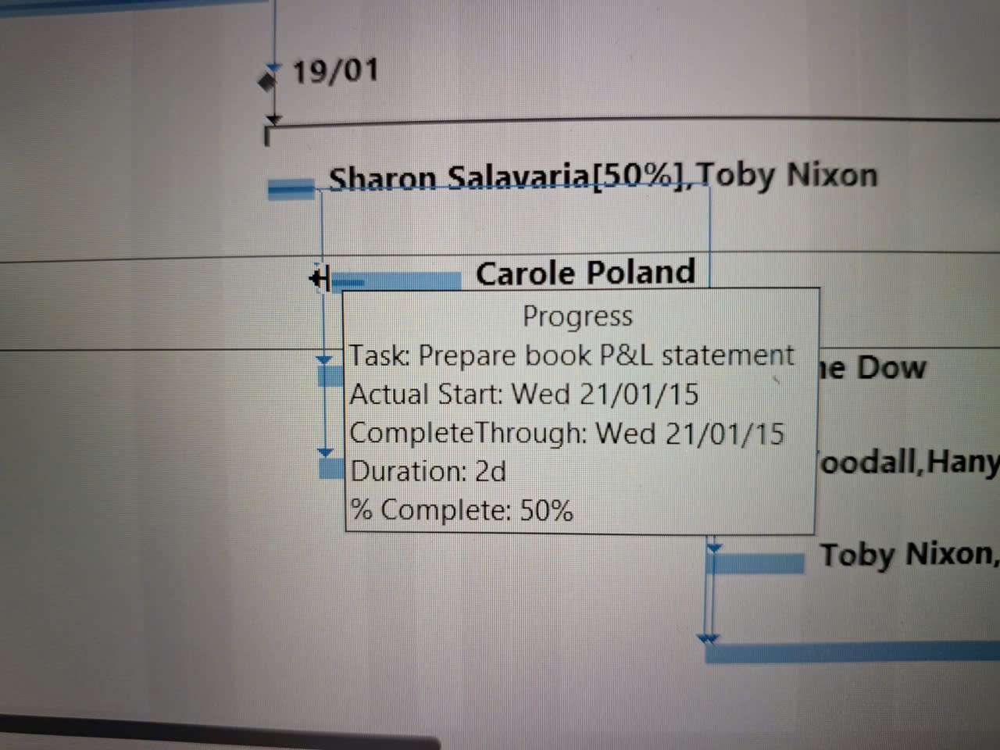 19/01
Sharon Salavaria[50%],Toby Nixon
Carole Poland
Progress
Task: Prepare book P&L statement
Actual Start: Wed 21/01/15
CompleteThrough: Wed 21/01/15
Duration: 2d
% Complete: 50%
Dow
oodall,Hany
Toby Nixon,